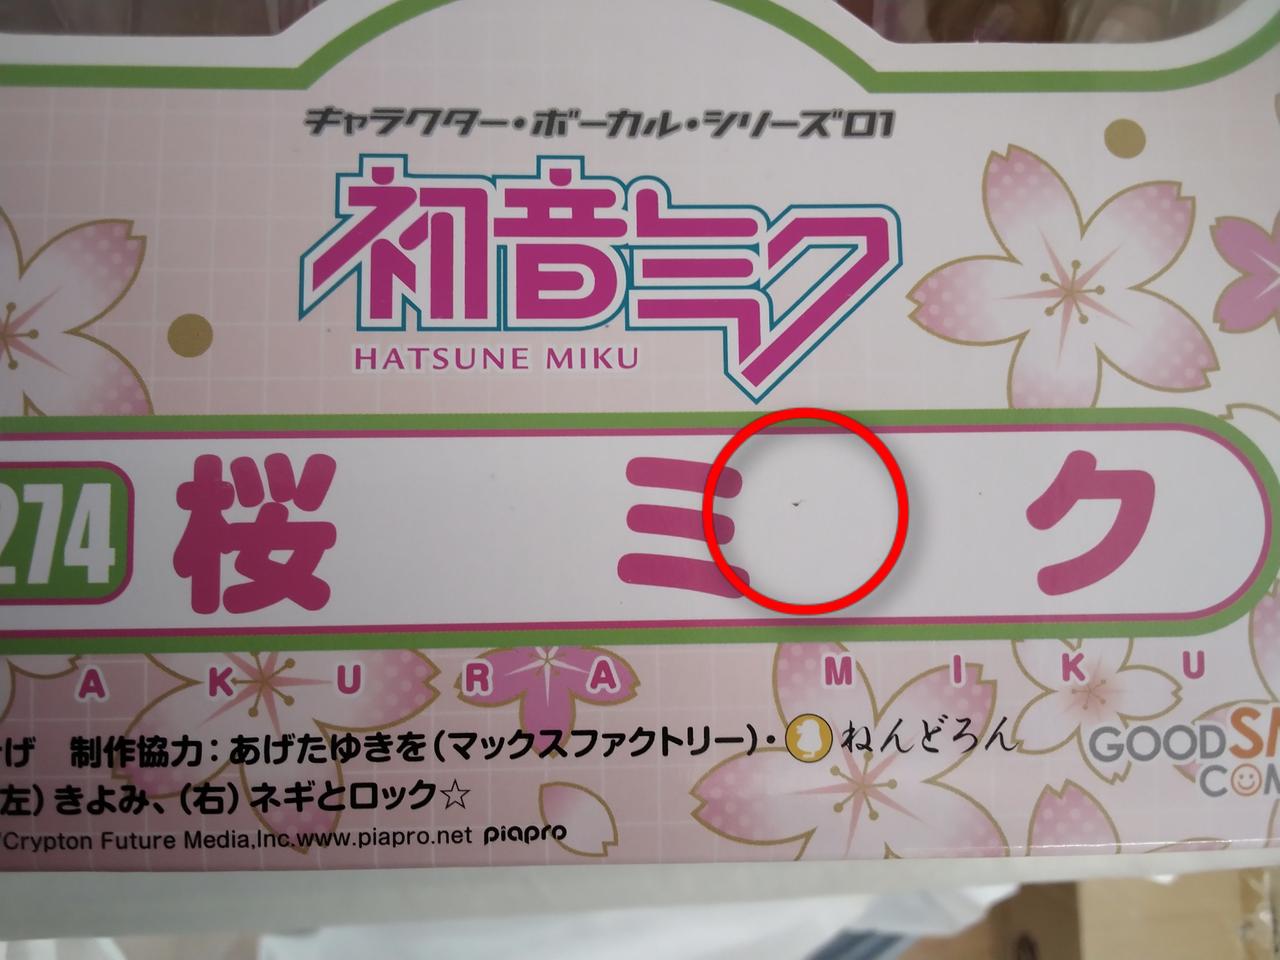 キャラクター・ボーカル・シリーズ01
初音ミク
HATSUNE MIKU
274
桜ミク
AKURA MIKU
げ 制作協力：あげたゆきを（マックスファクトリー）・ねんどろん
左）きよみ、（右）ネギとロック☆
GOOD
Crypton Future Media,Inc.www.piapro.net piapro